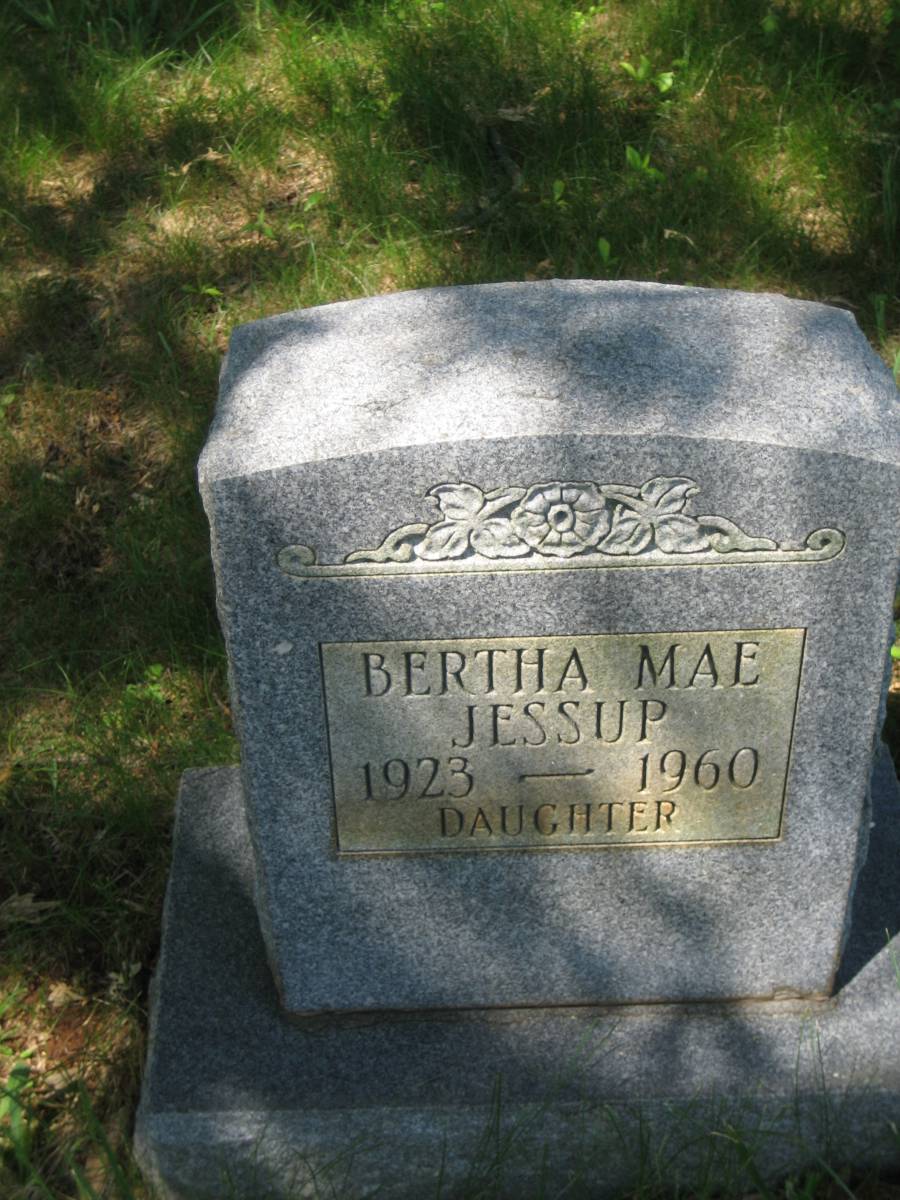 BERTHA MAE
JESSUP
1923 — 1960
DAUGHTER